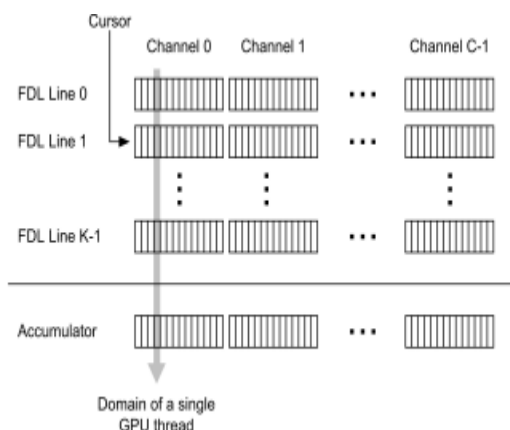 Cursor
Channel 0 Channel 1 Channel C-1
FDL Line 0
FDL Line 1
FDL Line K-1
Accumulator
Domain of a single
GPU thread